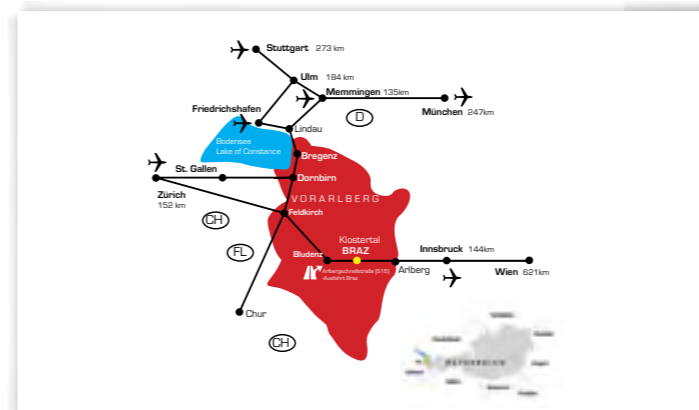 Stuttgart 273 km
Ulm 184 km
Memmingen 135km
München 247km
Friedrichshafen
D
Lindau
Bodensee
Lake of Constance
Bregenz
St. Gallen
Dornbirn
Zürich
152 km
VORARLBERG
CH
Feldkirch
FL
Klostertal
BRAZ
Innsbruck 144km
Bludenz
Arlberg
Wien 621km
Arlbergschnellstraße (S16)
-Ausfahrt Braz
Chur
CH